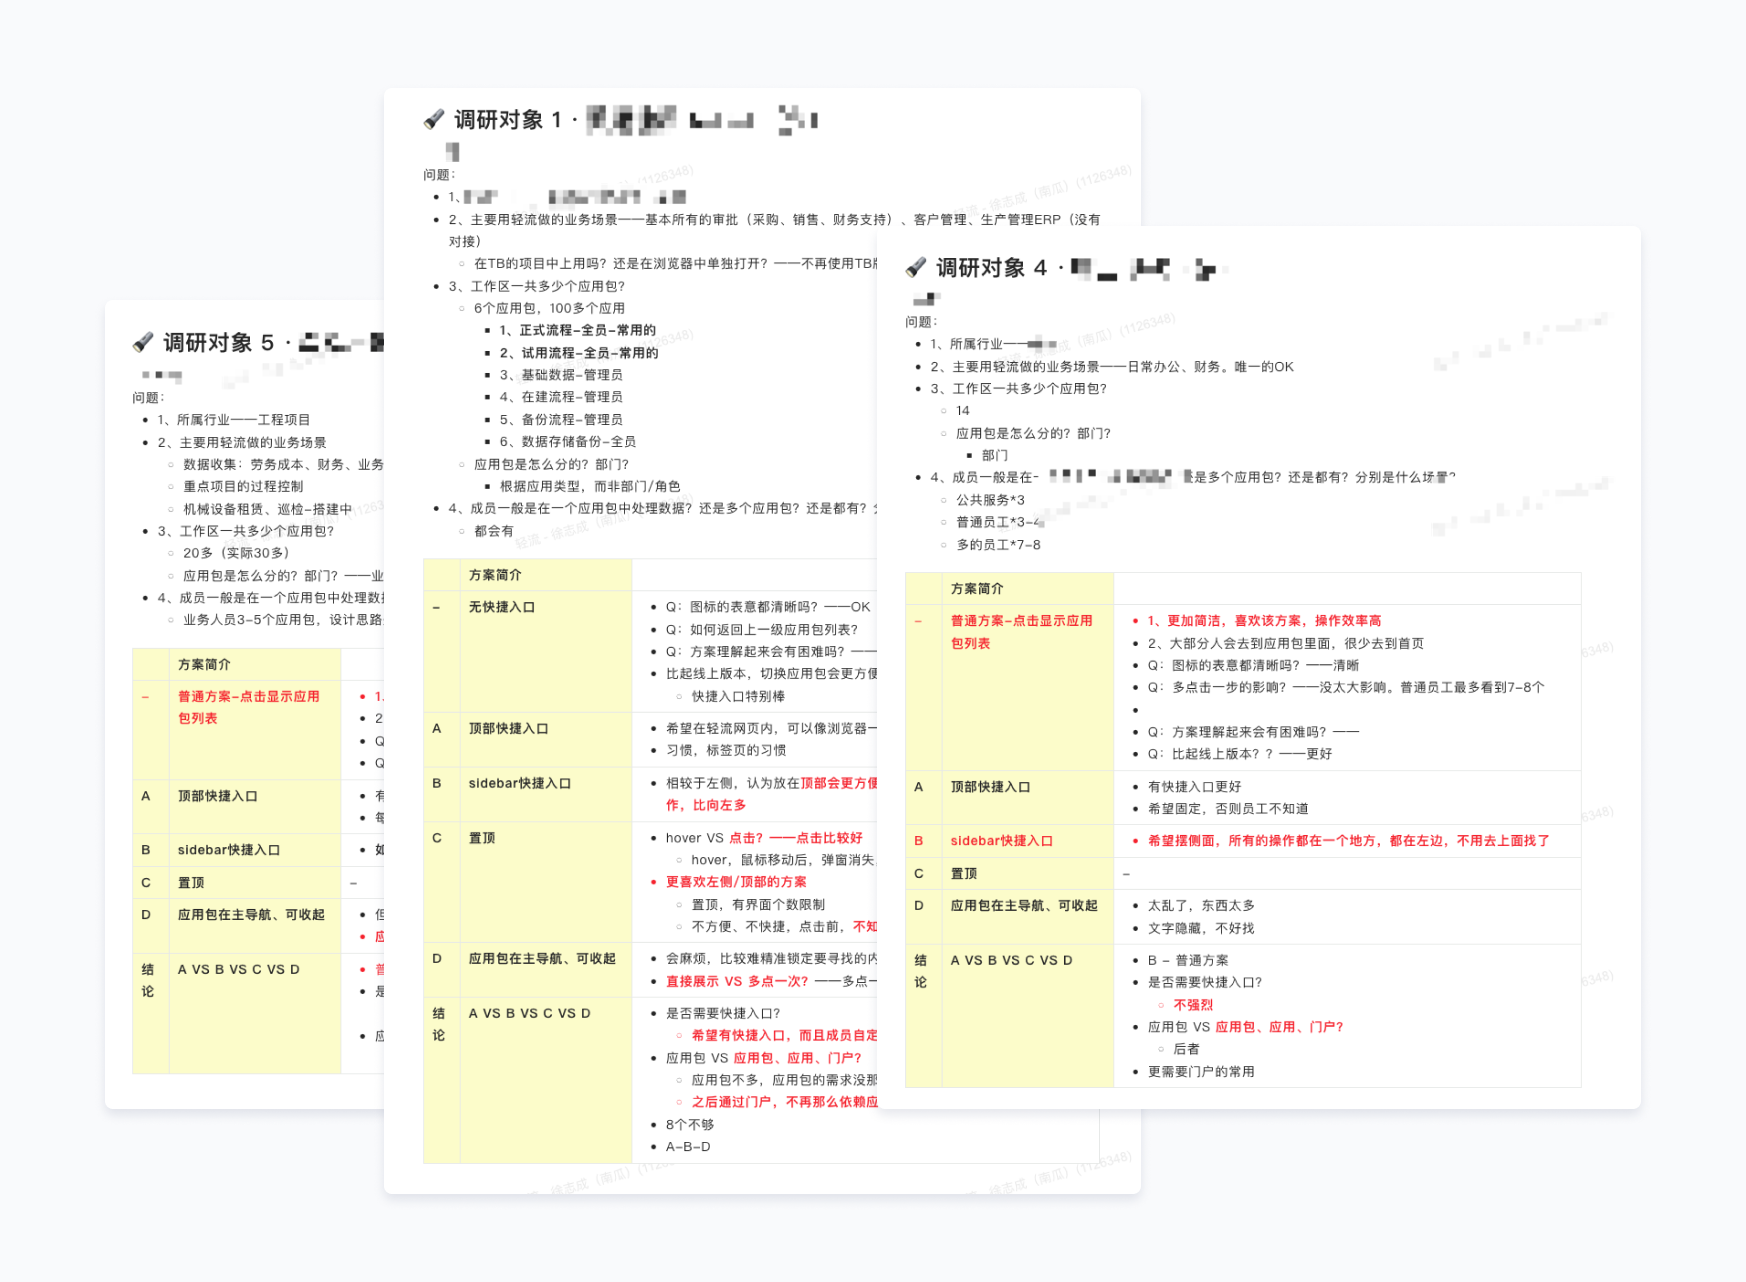 调研对象 1 ·
问题：
1、
2、主要用轻流做的业务场景——基本所有的审批（采购、销售、财务支持）、客户管理、生产管理ERP（没有
对接）
在TB的项目中上用吗？还是在浏览器中单独打开？——不再使用TB
3、工作区一共多少个应用包？
6个应用包，100多个应用
1、正式流程-全员-常用的
2、试用流程-全员-常用的
3、基础数据-管理员
4、在建流程-管理员
5、备份流程-管理员
6、数据存储备份-全员
应用包是怎么分的？部门？
根据应用类型，而非部门/角色
4、成员一般是在一个应用包中处理数据？还是多个应用包？还是都有？
都会有
方案简介
– 无快捷入口
Q：图标的表意都清晰吗？——OK
Q：如何返回上一级应用包列表？
Q：方案理解起来会有困难吗？——
比起线上版本，切换应用包会更方便
快捷入口特别棒
A 顶部快捷入口
希望在轻流网页内，可以像浏览器一
习惯，标签页的习惯
B sidebar快捷入口
相较于左侧，认为放在顶部会更方便
作，比向左多
C 置顶
hover VS 点击？——点击比较好
hover，鼠标移动后，弹窗消失
更喜欢左侧/顶部的方案
置顶，有界面个数限制
不方便、不快捷，点击前，不知
D 应用包在主导航、可收起
会麻烦，比较难精准锁定要寻找的内
直接展示 VS 多点一次？——多点一
结论 A VS B VS C VS D
是否需要快捷入口？
希望有快捷入口，而且成员自定
应用包 VS 应用包、应用、门户？
应用包不多，应用包的需求没那
之后通过门户，不再那么依赖应
8个不够
A-B-D
调研对象 4 ·
问题：
1、所属行业——
2、主要用轻流做的业务场景——日常办公、财务。唯一的OK
3、工作区一共多少个应用包？
14
应用包是怎么分的？部门？
部门
4、成员一般是在- 是多个应用包？还是都有？分别是什么场景？
公共服务*3
普通员工*3-4
多的员工*7-8
方案简介
– 普通方案-点击显示应用
包列表
1、更加简洁，喜欢该方案，操作效率高
2、大部分人会去到应用包里面，很少去到首页
Q：图标的表意都清晰吗？——清晰
Q：多点击一步的影响？——没太大影响。普通员工最多看到7-8个
Q：方案理解起来会有困难吗？——
Q：比起线上版本？？——更好
A 顶部快捷入口
有快捷入口更好
希望固定，否则员工不知道
B sidebar快捷入口
希望摆侧面，所有的操作都在一个地方，都在左边，不用去上面找了
C 置顶
–
D 应用包在主导航、可收起
太乱了，东西太多
文字隐藏，不好找
结论 A VS B VS C VS D
B - 普通方案
是否需要快捷入口？
不强烈
应用包 VS 应用包、应用、门户？
后者
更需要门户的常用
调研对象 5 ·
问题：
1、所属行业——工程项目
2、主要用轻流做的业务场景
数据收集：劳务成本、财务、业务
重点项目的过程控制
机械设备租赁、巡检-搭建中
3、工作区一共多少个应用包？
20多（实际30多）
应用包是怎么分的？部门？——业
4、成员一般是在一个应用包中处理数
业务人员3-5个应用包，设计思路
方案简介
– 普通方案-点击显示应用
包列表
1
2
Q
Q
A 顶部快捷入口
有
每
B sidebar快捷入口
如
C 置顶
–
D 应用包在主导航、可收起
但
应
结论 A VS B VS C VS D
普
是
应
轻流 - 徐志成（南瓜）(1126348)